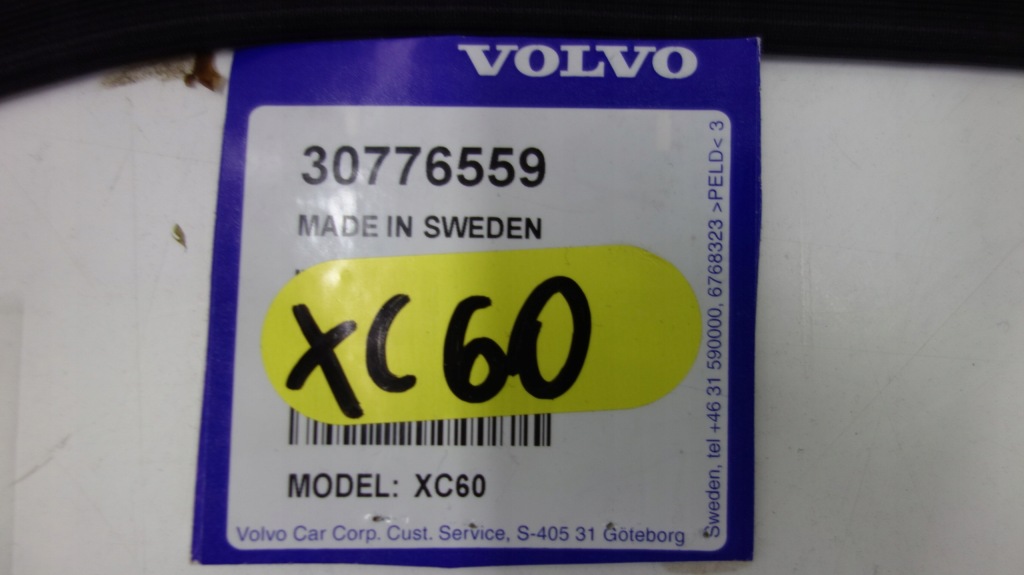 VOLVO
30776559
MADE IN SWEDEN
XC60
MODEL: XC60
Volvo Car Corp. Cust. Service, S-405 31 Göteborg
Sweden, tel +46 31 590000, 6768323 >PELD< 3